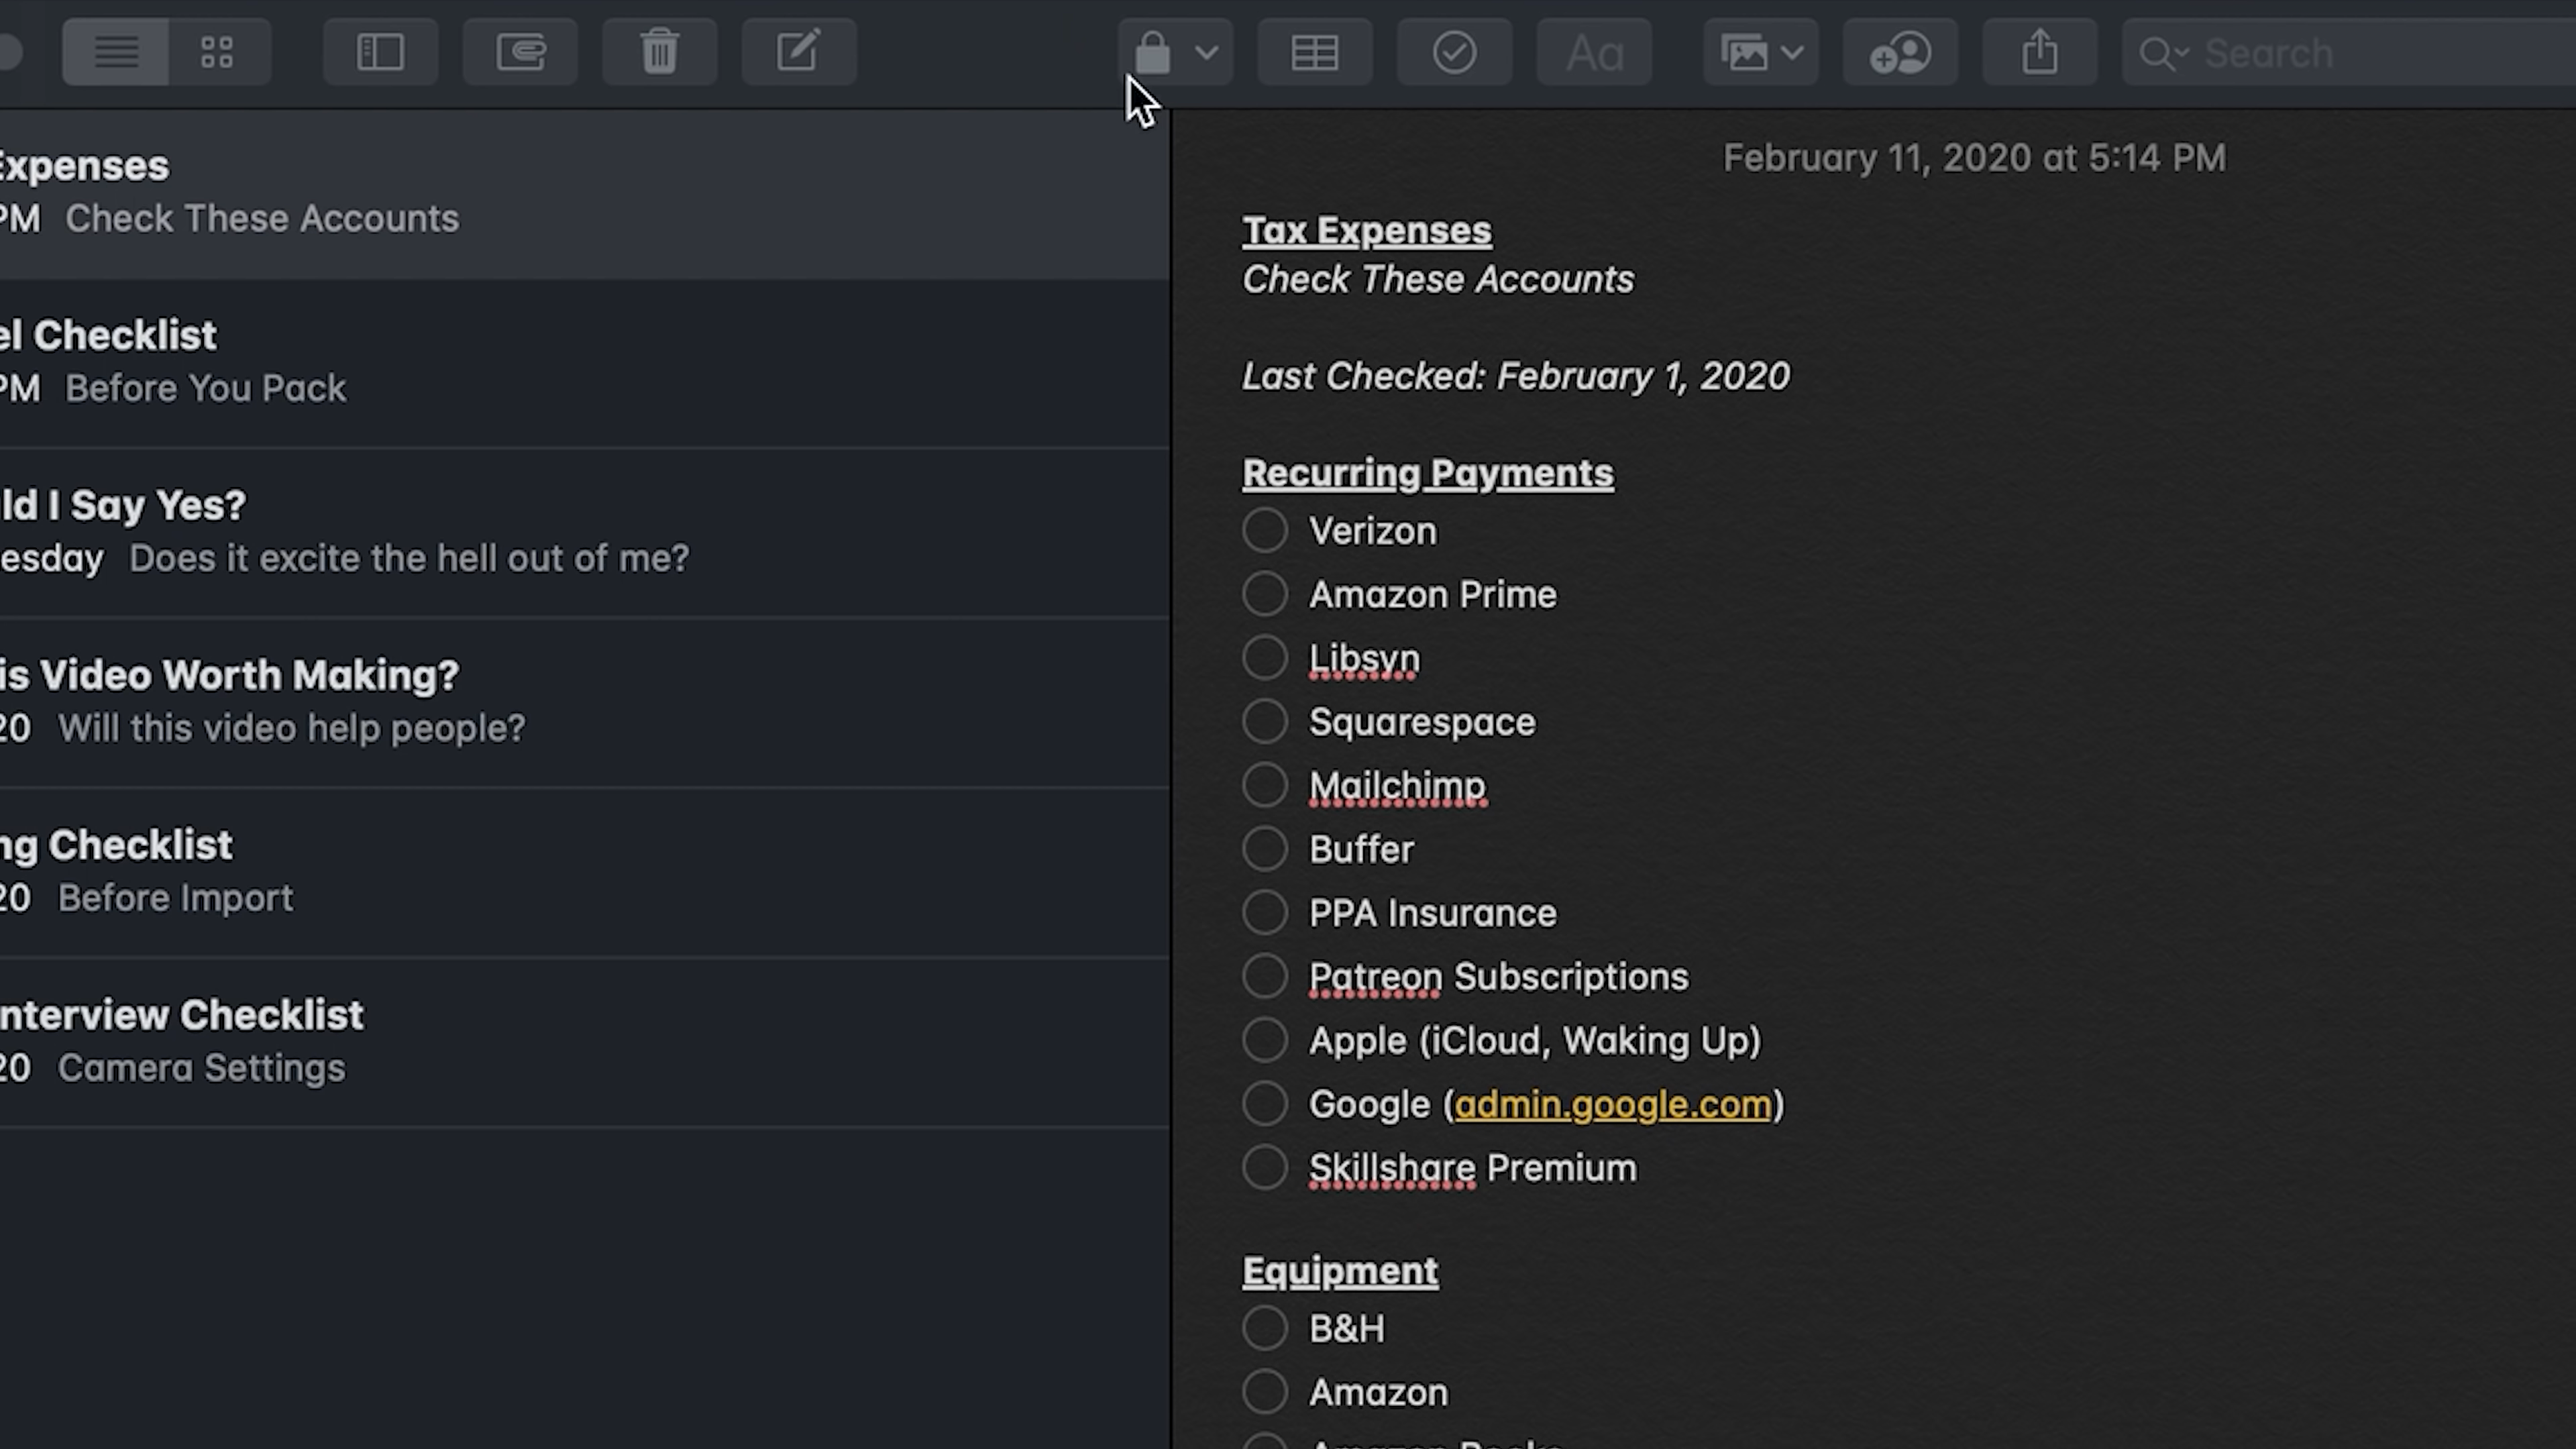 Aa
Search
Expenses
PM Check These Accounts
el Checklist
PM Before You Pack
ld I Say Yes?
esday Does it excite the hell out of me?
is Video Worth Making?
20 Will this video help people?
ng Checklist
20 Before Import
nterview Checklist
20 Camera Settings
February 11, 2020 at 5:14 PM
Tax Expenses
Check These Accounts
Last Checked: February 1, 2020
Recurring Payments
Verizon
Amazon Prime
Libsyn
Squarespace
Mailchimp
Buffer
PPA Insurance
Patreon Subscriptions
Apple (iCloud, Waking Up)
Google (admin.google.com)
Skillshare Premium
Equipment
B&H
Amazon